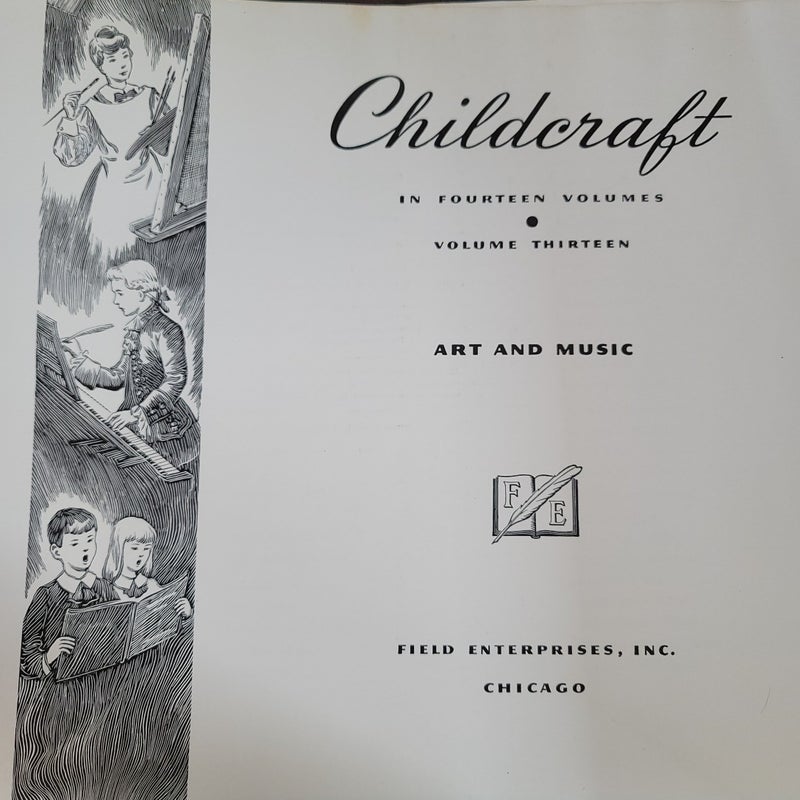 Childcraft
IN FOURTEEN VOLUMES
VOLUME THIRTEEN
ART AND MUSIC
F E
FIELD ENTERPRISES, INC.
CHICAGO